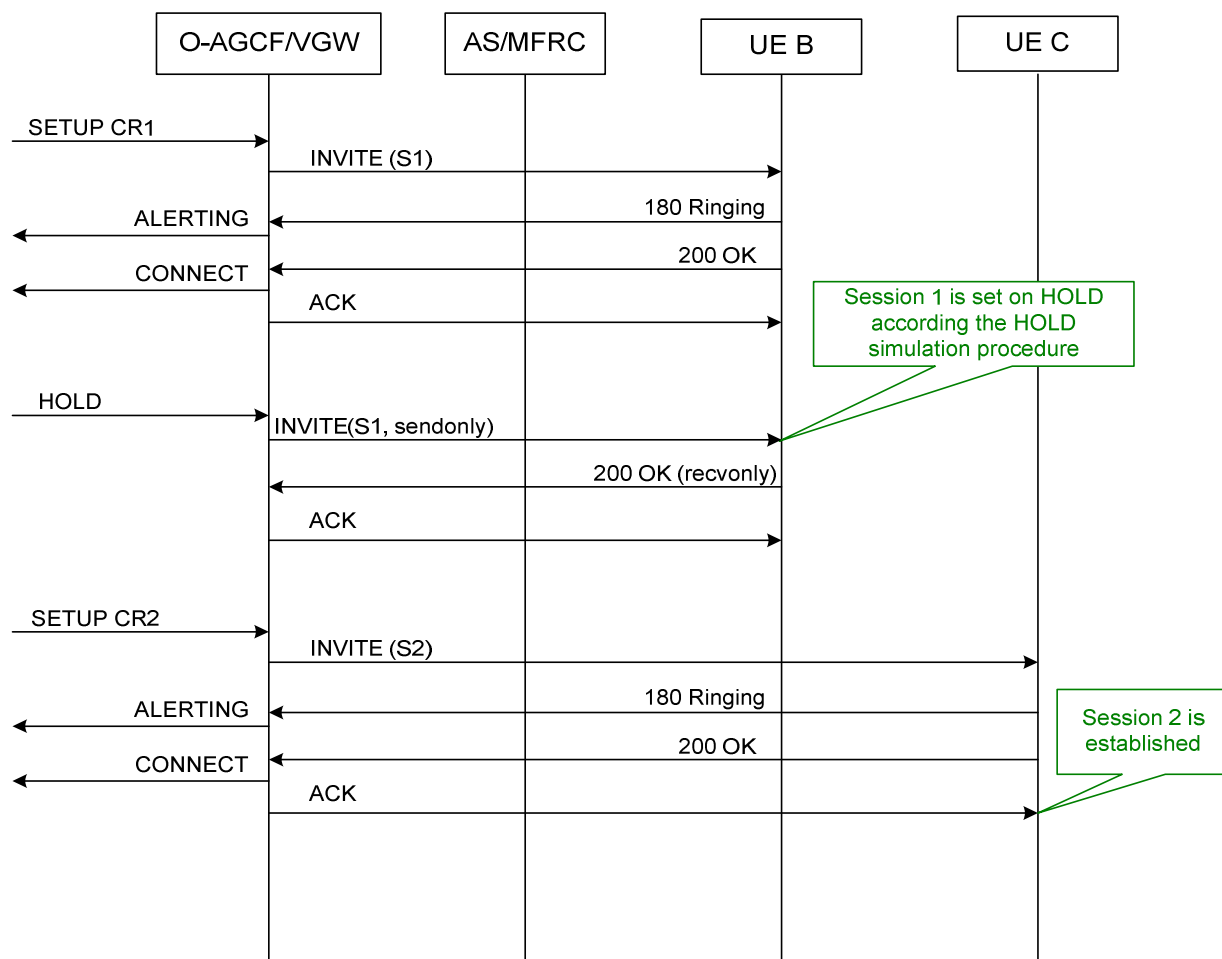 O-AGCF/VGW
AS/MFRC
UE B
UE C
SETUP CR1
INVITE (S1)
180 Ringing
ALERTING
200 OK
CONNECT
ACK
Session 1 is set on HOLD
according the HOLD
simulation procedure
HOLD
INVITE(S1, sendonly)
200 OK (recvonly)
ACK
SETUP CR2
INVITE (S2)
180 Ringing
ALERTING
Session 2 is
established
200 OK
CONNECT
ACK